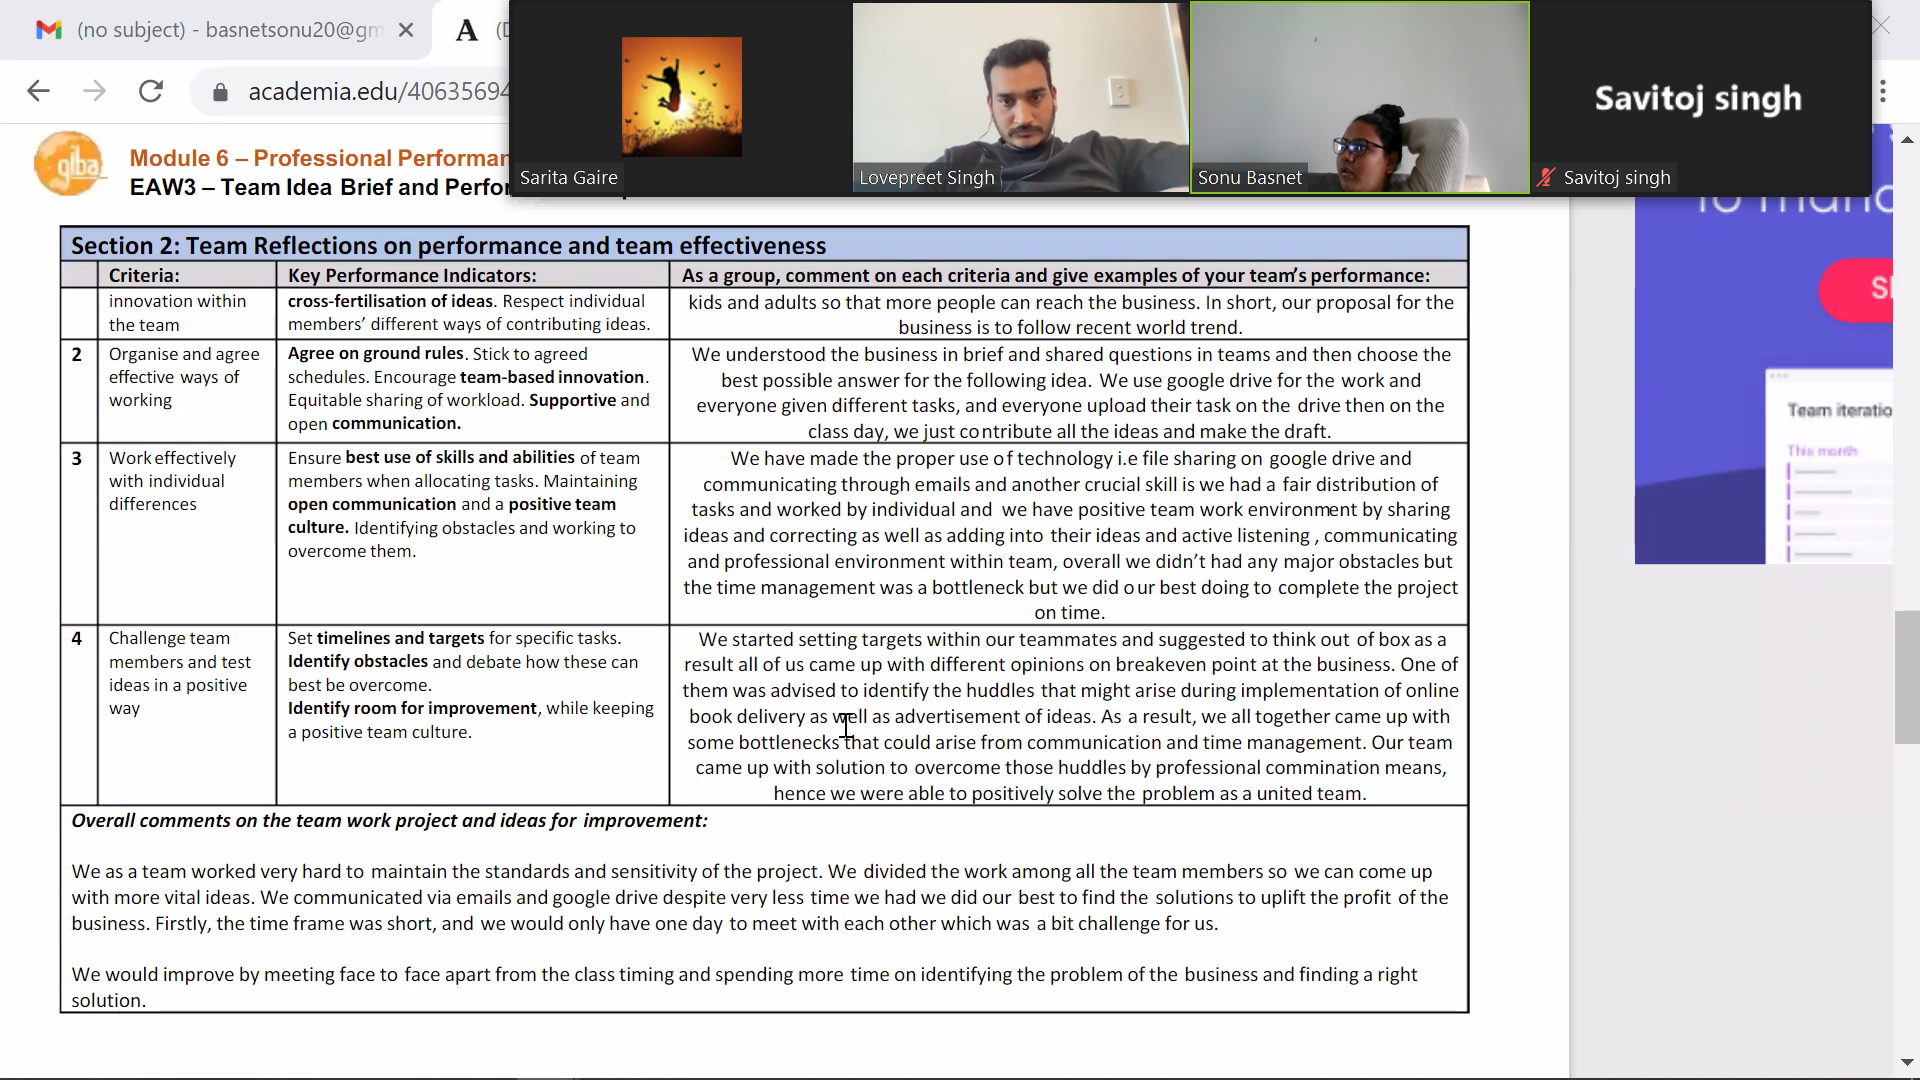 (no subject) - basnetsonu20@gm
A
academia.edu/40635694
Sarita Gaire
Lovepreet Singh
Sonu Basnet
Savitoj singh
Savitoj singh
giba
Module 6 – Professional Performan
EAW3 – Team Idea Brief and Perfor
Section 2: Team Reflections on performance and team effectiveness
Criteria:
Key Performance Indicators:
As a group, comment on each criteria and give examples of your team's performance:
innovation within
the team
cross-fertilisation of ideas. Respect individual
members' different ways of contributing ideas.
kids and adults so that more people can reach the business. In short, our proposal for the
business is to follow recent world trend.
2
Organise and agree
effective ways of
working
Agree on ground rules. Stick to agreed
schedules. Encourage team-based innovation.
Equitable sharing of workload. Supportive and
open communication.
We understood the business in brief and shared questions in teams and then choose the
best possible answer for the following idea. We use google drive for the work and
everyone given different tasks, and everyone upload their task on the drive then on the
class day, we just contribute all the ideas and make the draft.
3
Work effectively
with individual
differences
Ensure best use of skills and abilities of team
members when allocating tasks. Maintaining
open communication and a positive team
culture. Identifying obstacles and working to
overcome them.
We have made the proper use of technology i.e file sharing on google drive and
communicating through emails and another crucial skill is we had a fair distribution of
tasks and worked by individual and we have positive team work environment by sharing
ideas and correcting as well as adding into their ideas and active listening , communicating
and professional environment within team, overall we didn't had any major obstacles but
the time management was a bottleneck but we did our best doing to complete the project
on time.
4
Challenge team
members and test
ideas in a positive
way
Set timelines and targets for specific tasks.
Identify obstacles and debate how these can
best be overcome.
Identify room for improvement, while keeping
a positive team culture.
We started setting targets within our teammates and suggested to think out of box as a
result all of us came up with different opinions on breakeven point at the business. One of
them was advised to identify the huddles that might arise during implementation of online
book delivery as well as advertisement of ideas. As a result, we all together came up with
some bottlenecks that could arise from communication and time management. Our team
came up with solution to overcome those huddles by professional commination means,
hence we were able to positively solve the problem as a united team.
Overall comments on the team work project and ideas for improvement:
We as a team worked very hard to maintain the standards and sensitivity of the project. We divided the work among all the team members so we can come up
with more vital ideas. We communicated via emails and google drive despite very less time we had we did our best to find the solutions to uplift the profit of the
business. Firstly, the time frame was short, and we would only have one day to meet with each other which was a bit challenge for us.
We would improve by meeting face to face apart from the class timing and spending more time on identifying the problem of the business and finding a right
solution.
Team iteratio
This month